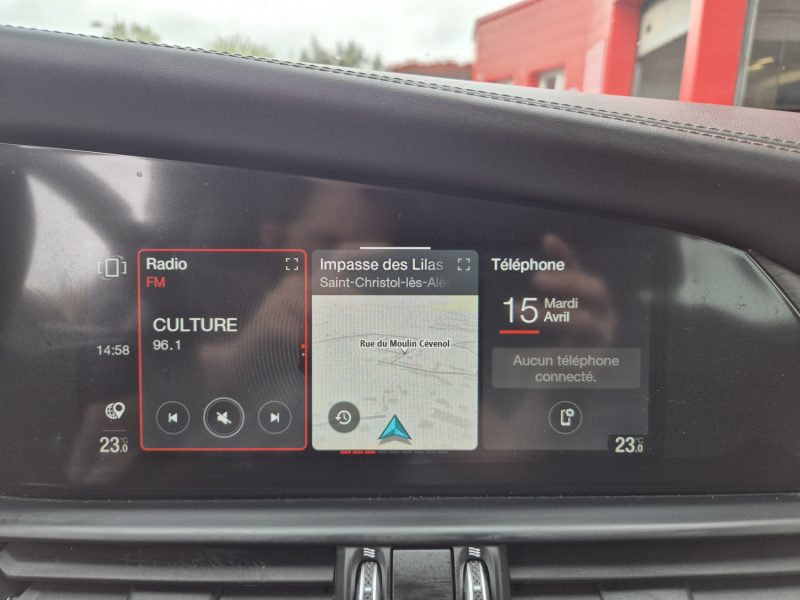 Radio
FM
CULTURE
96.1
14:58
23.0°C
Impasse des Lilas
Saint-Christol-lès-Alè
Rue du Moulin Cévenol
Téléphone
15 Mardi
Avril
Aucun téléphone
connecté.
23.0°C